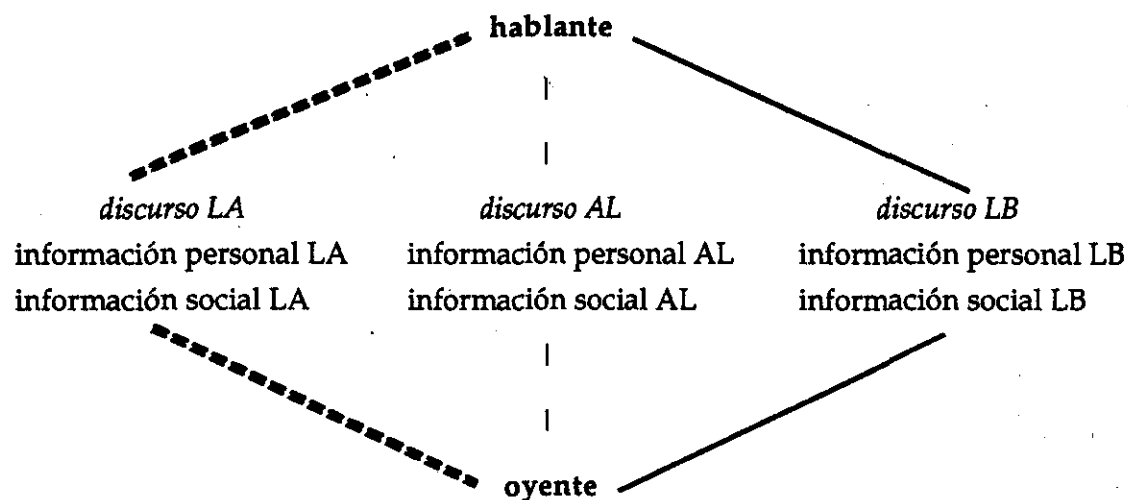 hablante
discurso LA discurso AL discurso LB
información personal LA información personal AL información personal LB
información social LA información social AL información social LB
oyente